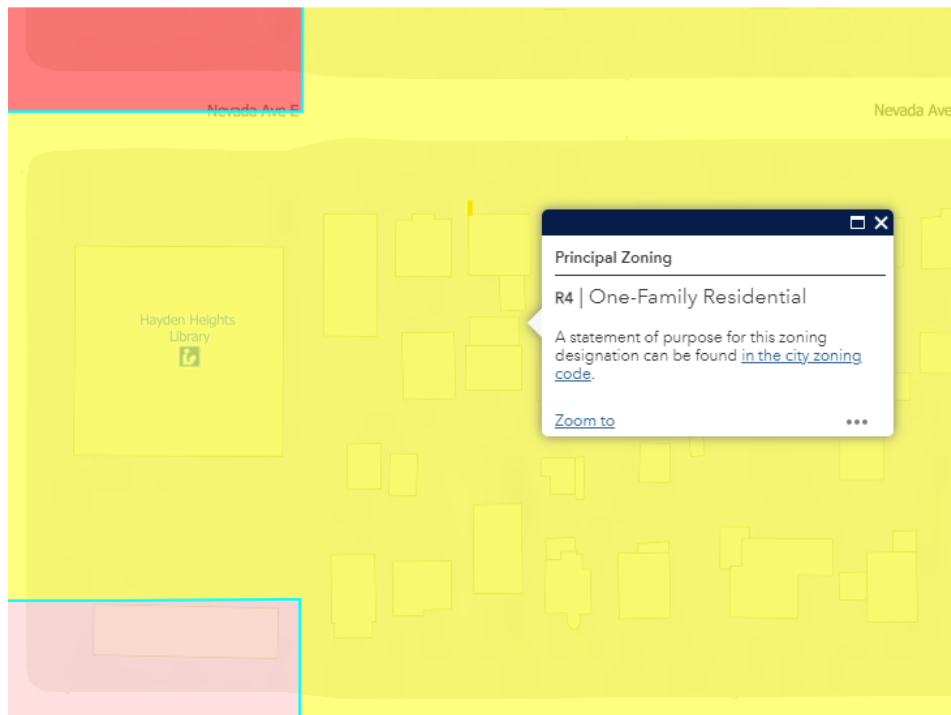 Nevada Ave E
Nevada Ave
Principal Zoning
R4 | One-Family Residential
Hayden Heights
Library
A statement of purpose for this zoning
designation can be found in the city zoning
code.
Zoom to